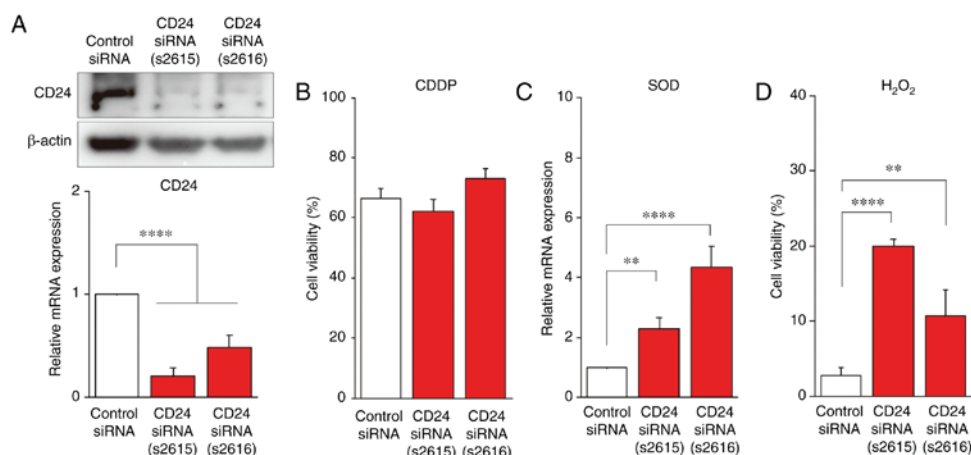 A
Control
siRNA
CD24
siRNA
(s2615)
CD24
siRNA
(s2616)
CD24
β-actin
CD24
Relative mRNA expression
2
1
0
****
Control
siRNA
CD24
siRNA
(s2615)
CD24
siRNA
(s2616)
B
CDDP
Cell viability (%)
100
80
60
40
20
0
Control
siRNA
CD24
siRNA
(s2615)
CD24
siRNA
(s2616)
C
SOD
Relative mRNA expression
10
8
6
4
2
0
****
**
Control
siRNA
CD24
siRNA
(s2615)
CD24
siRNA
(s2616)
D
H₂O₂
Cell viability (%)
40
30
20
10
0
**
****
Control
siRNA
CD24
siRNA
(s2615)
CD24
siRNA
(s2616)